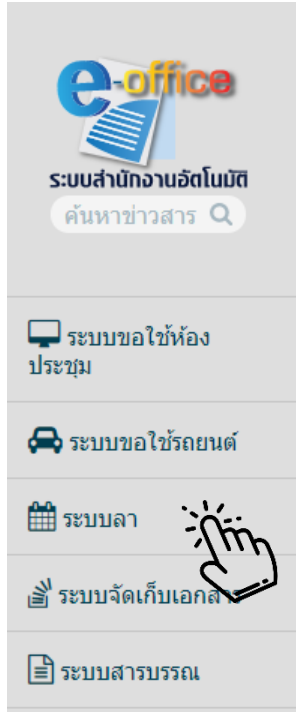 e-office
ระบบสำนักงานอัตโนมัติ
ค้นหาข่าวสาร
ระบบขอใช้ห้อง
ประชุม
ระบบขอใช้รถยนต์
ระบบลา
ระบบจัดเก็บเอกสาร
ระบบสารบรรณ